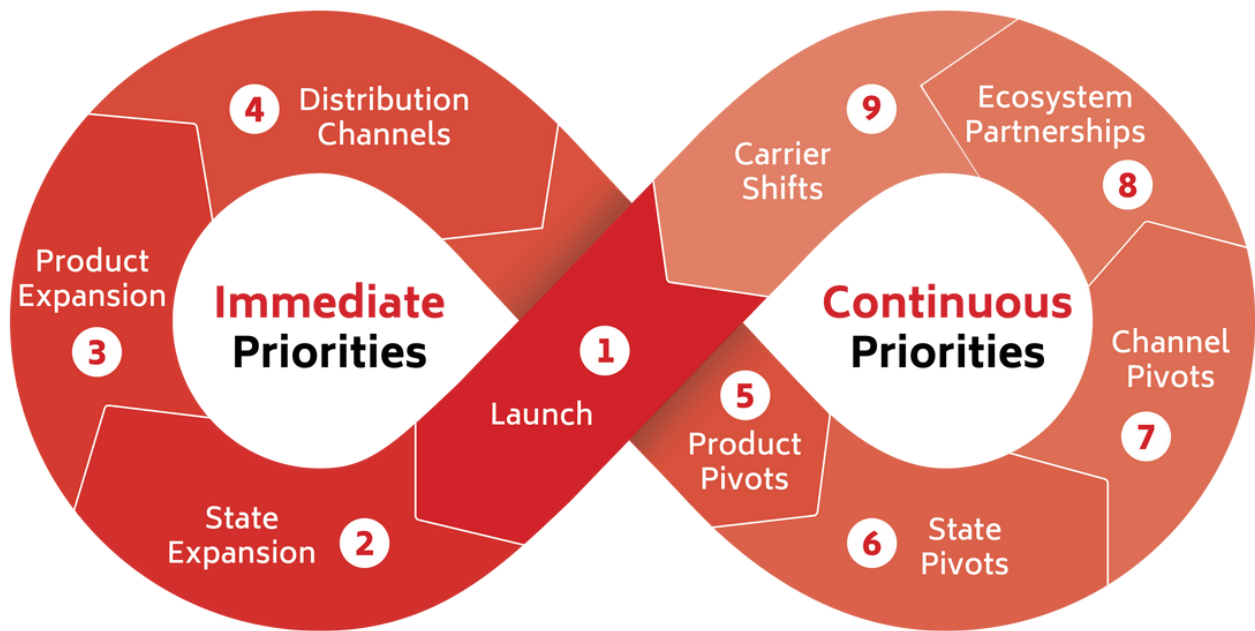 Immediate
Priorities
1
Launch
2
State
Expansion
3
Product
Expansion
4
Distribution
Channels
Continuous
Priorities
5
Product
Pivots
6
State
Pivots
7
Channel
Pivots
8
Ecosystem
Partnerships
9
Carrier
Shifts